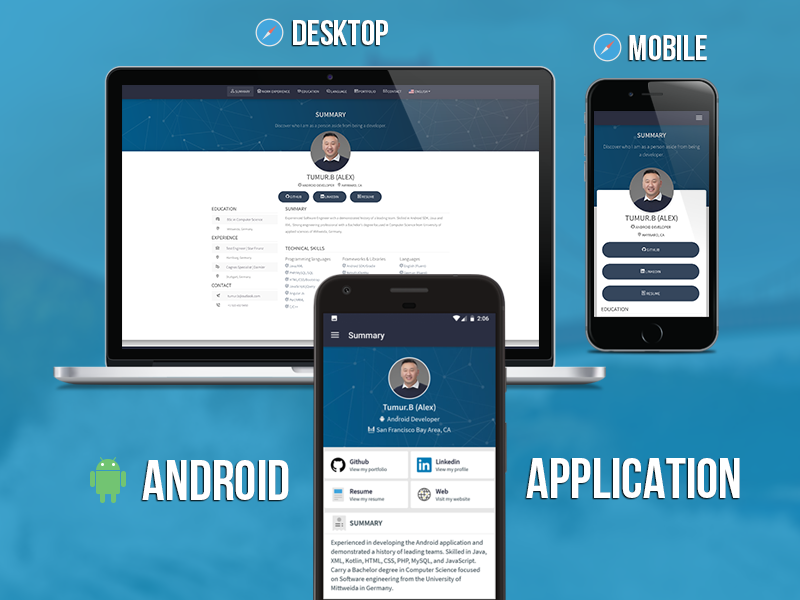 DESKTOP
MOBILE
SUMMARY
WORK EXPERIENCE
EDUCATION
LANGUAGE
PORTFOLIO
CONTACT
ENGLISH
SUMMARY
Discover who I am as a person aside from being a developer.
TUMUR.B (ALEX)
ANDROID DEVELOPER
HAYWARD, CA
GITHUB
LINKEDIN
RESUME
EDUCATION
EXPERIENCE
CONTACT
SUMMARY
TECHNICAL SKILLS
Programming languages
Frameworks & Libraries
Languages
SUMMARY
Discover who I am as a person aside from being
a developer.
TUMUR.B (ALEX)
ANDROID DEVELOPER
HAYWARD, CA
GITHUB
LINKEDIN
RESUME
EDUCATION
2:06
Summary
Tumur.B (Alex)
Android Developer
San Francisco Bay Area, CA
Github
View my portfolio
Linkedin
View my profile
Resume
View my resume
Web
Visit my website
SUMMARY
Experienced in developing the Android application and
demonstrated a history of leading teams. Skilled in Java,
XML, Kotlin, HTML, CSS, PHP, MySQL, and JavaScript.
Carry a Bachelor degree in Computer Science focused
on Software engineering from the University of
Mittweida in Germany.
ANDROID
APPLICATION